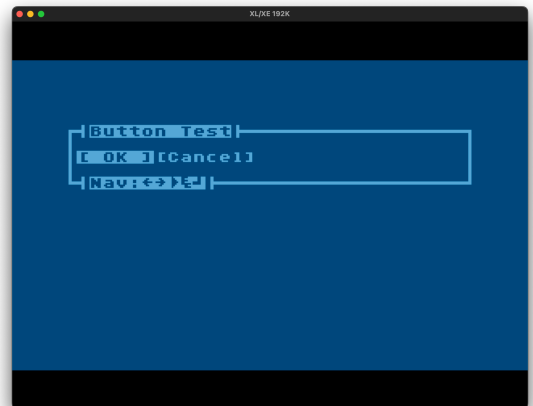 XL/XE 192K
Button Test
[ OK ] [Cancel]
Nav:←→